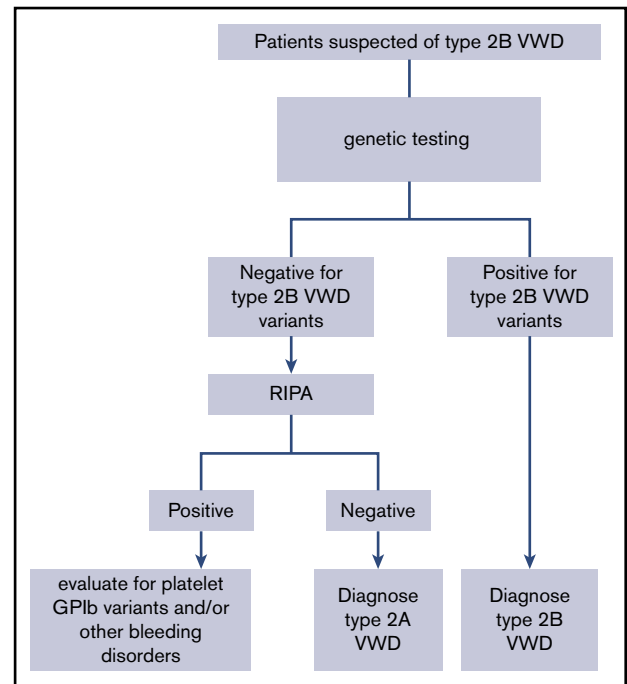 Patients suspected of type 2B VWD
genetic testing
Negative for
type 2B VWD
variants
Positive for
type 2B VWD
variants
RIPA
Positive
Negative
evaluate for platelet
GPIb variants and/or
other bleeding
disorders
Diagnose
type 2A
VWD
Diagnose
type 2B
VWD